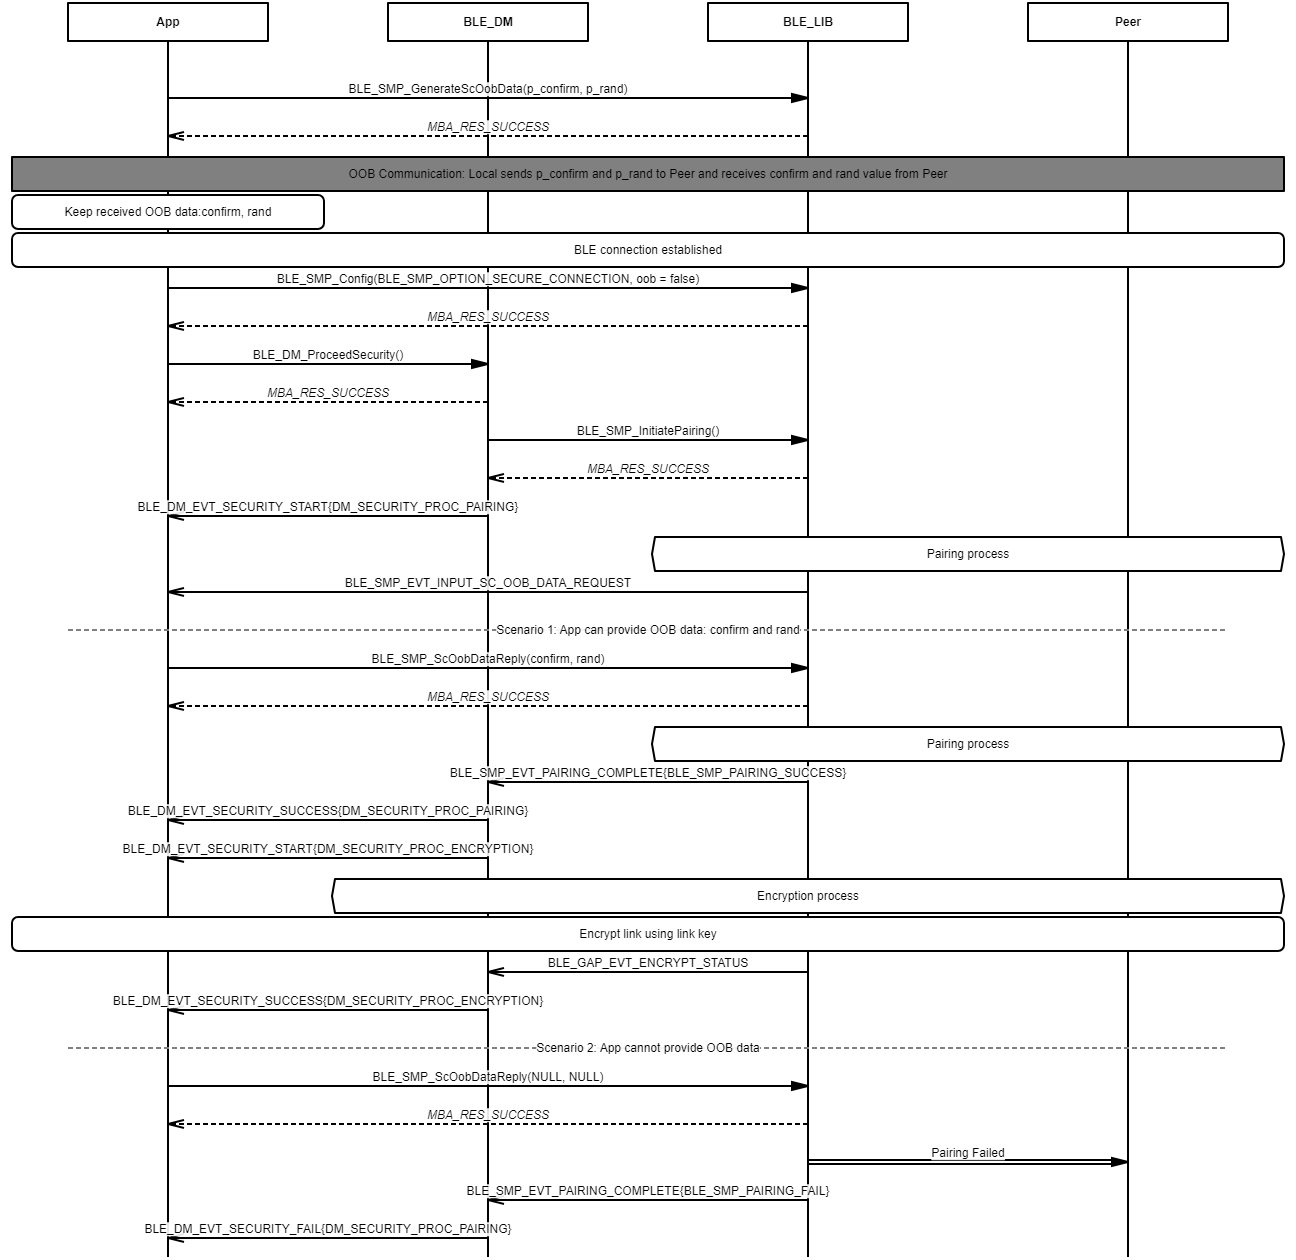 App
BLE_DM
BLE_LIB
Peer
BLE_SMP_GenerateScOobData(p_confirm, p_rand)
MBA_RES_SUCCESS
OOB Communication: Local sends p_confirm and p_rand to Peer and receives confirm and rand value from Peer
Keep received OOB data:confirm, rand
BLE connection established
BLE_SMP_Config(BLE_SMP_OPTION_SECURE_CONNECTION, oob = false)
MBA_RES_SUCCESS
BLE_DM_ProceedSecurity()
MBA_RES_SUCCESS
BLE_SMP_InitiatePairing()
MBA_RES_SUCCESS
BLE_DM_EVT_SECURITY_START{DM_SECURITY_PROC_PAIRING}
Pairing process
BLE_SMP_EVT_INPUT_SC_OOB_DATA_REQUEST
Scenario 1: App can provide OOB data: confirm and rand
BLE_SMP_ScOobDataReply(confirm, rand)
MBA_RES_SUCCESS
Pairing process
BLE_SMP_EVT_PAIRING_COMPLETE{BLE_SMP_PAIRING_SUCCESS}
BLE_DM_EVT_SECURITY_SUCCESS{DM_SECURITY_PROC_PAIRING}
BLE_DM_EVT_SECURITY_START{DM_SECURITY_PROC_ENCRYPTION}
Encryption process
Encrypt link using link key
BLE_GAP_EVT_ENCRYPT_STATUS
BLE_DM_EVT_SECURITY_SUCCESS{DM_SECURITY_PROC_ENCRYPTION}
Scenario 2: App cannot provide OOB data
BLE_SMP_ScOobDataReply(NULL, NULL)
MBA_RES_SUCCESS
Pairing Failed
BLE_SMP_EVT_PAIRING_COMPLETE{BLE_SMP_PAIRING_FAIL}
BLE_DM_EVT_SECURITY_FAIL{DM_SECURITY_PROC_PAIRING}